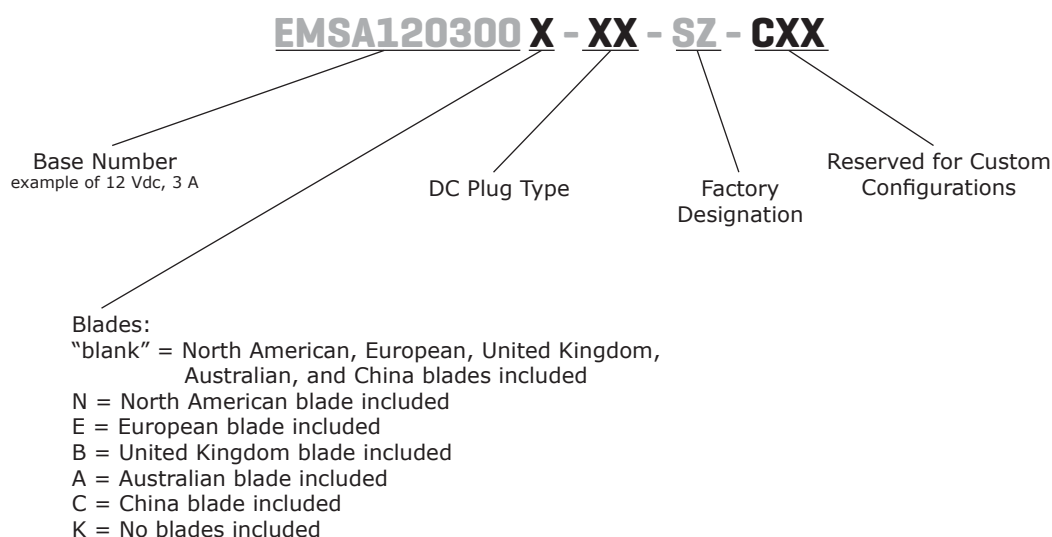 EMSA120300 X - XX - SZ - CXX
Base Number
example of 12 Vdc, 3 A
DC Plug Type
Factory
Designation
Reserved for Custom
Configurations
Blades:
“blank” = North American, European, United Kingdom,
Australian, and China blades included
N = North American blade included
E = European blade included
B = United Kingdom blade included
A = Australian blade included
C = China blade included
K = No blades included